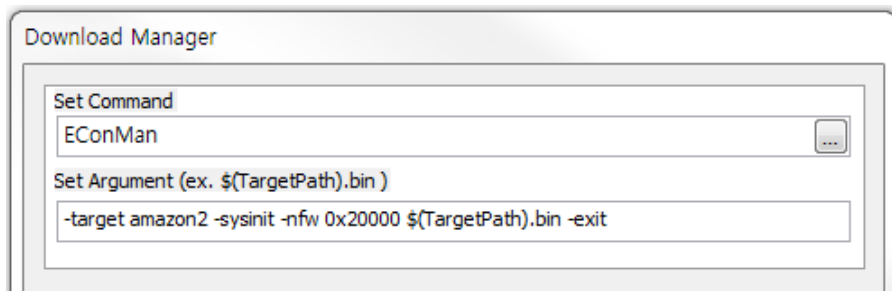 Download Manager
Set Command
EConMan
...
Set Argument (ex. $(TargetPath).bin )
-target amazon2 -sysinit -nfw 0x20000 $(TargetPath).bin -exit